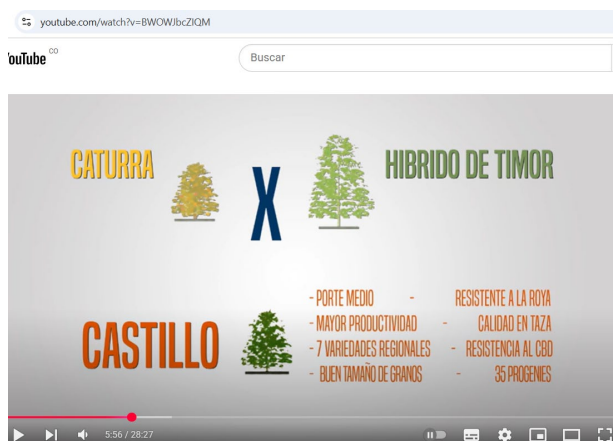 youtube.com/watch?v=BWOWJbcZIQM
ouTube CO
Buscar
CATURRA X HIBRIDO DE TIMOR
CASTILLO
- PORTE MEDIO - RESISTENTE A LA ROYA
- MAYOR PRODUCTIVIDAD - CALIDAD EN TAZA
- 7 VARIEDADES REGIONALES - RESISTENCIA AL CBD
- BUEN TAMAÑO DE GRANOS - 35 PROGENIES
5:56 / 28:27